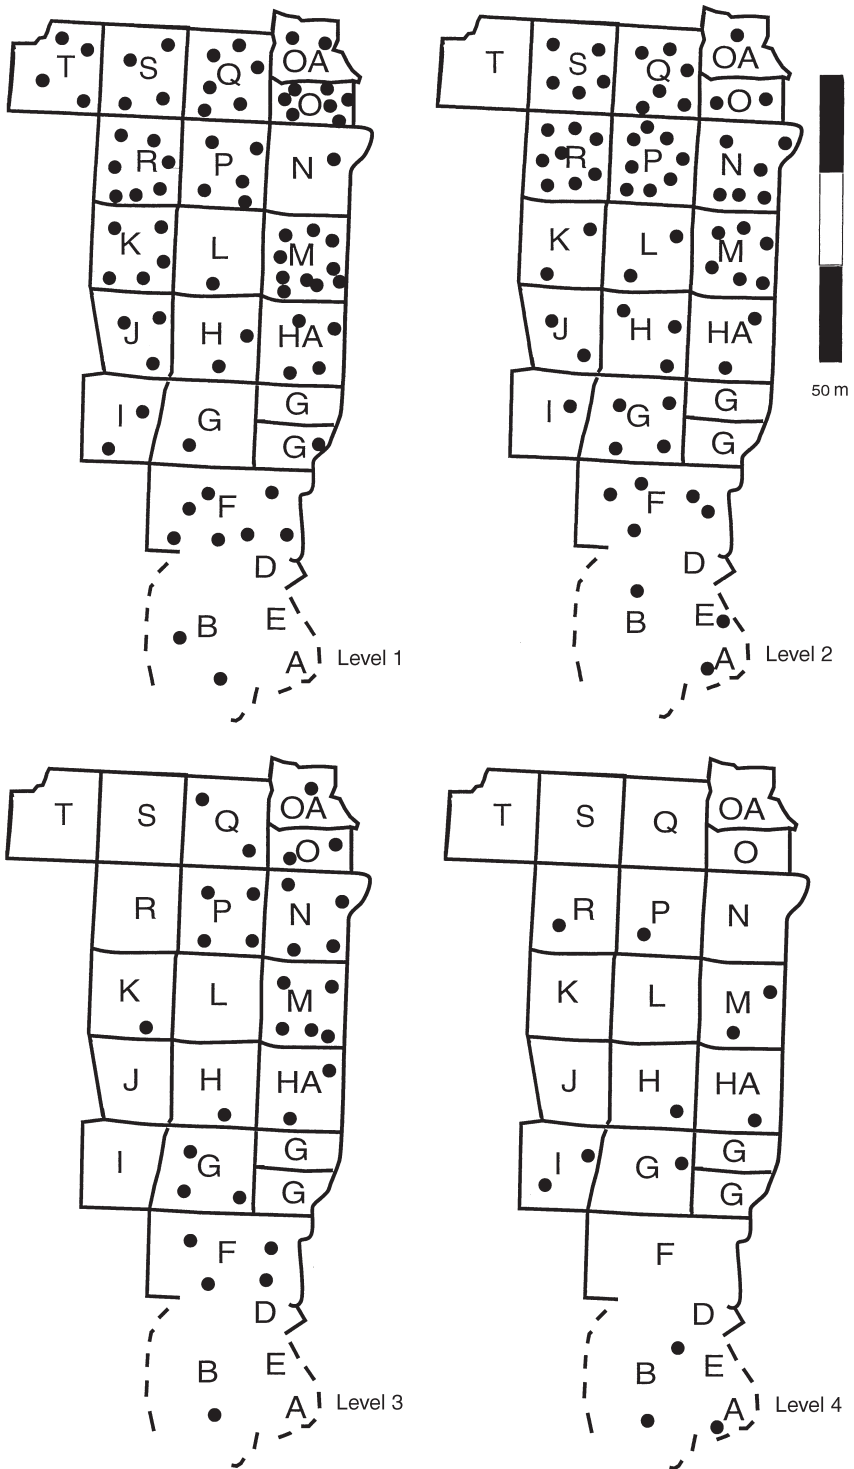 T S Q OA
O
R P N
K L M
J H HA
I G G
G
F
D
B E
A Level 1
T S Q OA
O
R P N
K L M
J H HA
I G G
G
F
D
B E
A Level 2
50 m
T S Q OA
O
R P N
K L M
J H HA
I G G
G
F
D
B E
A Level 3
T S Q OA
O
R P N
K L M
J H HA
I G G
G
F
D
B E
A Level 4